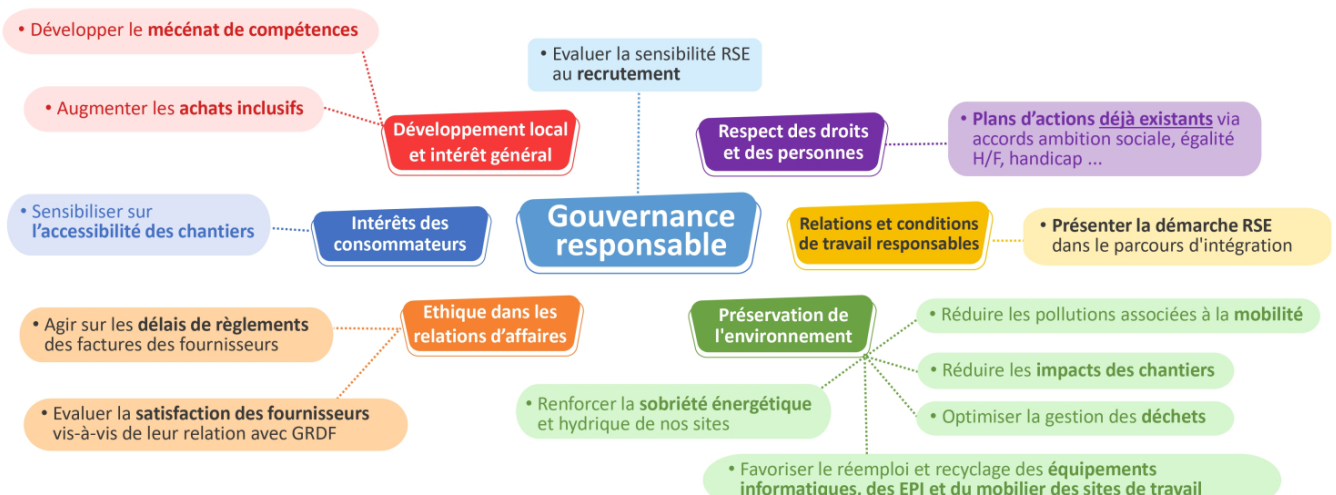 • Développer le mécénat de compétences
• Augmenter les achats inclusifs
Développement local
et intérêt général
• Evaluer la sensibilité RSE
au recrutement
Respect des droits
et des personnes
• Plans d'actions déjà existants via
accords ambition sociale, égalité
H/F, handicap ...
• Sensibiliser sur
l'accessibilité des chantiers
Intérêts des
consommateurs
Gouvernance
responsable
Relations et conditions
de travail responsables
• Présenter la démarche RSE
dans le parcours d'intégration
• Agir sur les délais de règlements
des factures des fournisseurs
Ethique dans les
relations d'affaires
• Evaluer la satisfaction des fournisseurs
vis-à-vis de leur relation avec GRDF
Préservation de
l'environnement
• Réduire les pollutions associées à la mobilité
• Réduire les impacts des chantiers
• Optimiser la gestion des déchets
• Renforcer la sobriété énergétique
et hydrique de nos sites
• Favoriser le réemploi et recyclage des équipements
informatiques, des EPI et du mobilier des sites de travail